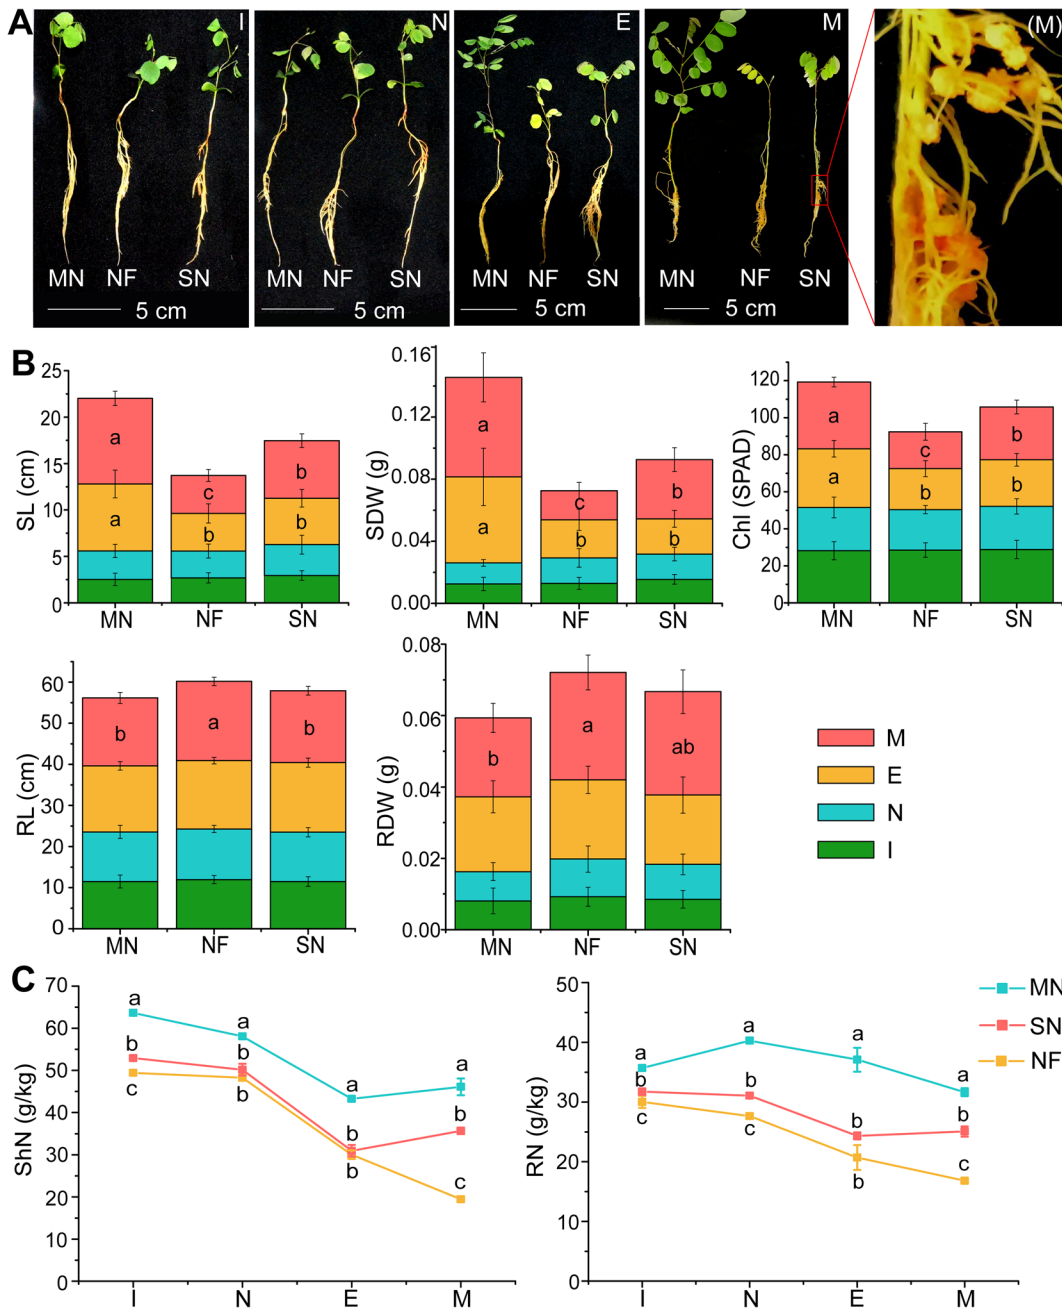 A
I
N
E
M
(M)
MN NF SN
MN NF SN
MN NF SN
MN NF SN
5 cm
5 cm
5 cm
5 cm
B
SL (cm)
25
20
15
10
5
0
a
a
c
b
b
b
MN NF SN
SDW (g)
0.16
0.12
0.08
0.04
0.00
a
a
c
b
b
b
MN NF SN
Chl (SPAD)
120
100
80
60
40
20
0
a
a
c
b
b
b
MN NF SN
RL (cm)
60
50
40
30
20
10
0
b
a
b
MN NF SN
RDW (g)
0.08
0.06
0.04
0.02
0.00
b
a
ab
MN NF SN
M
E
N
I
C
ShN (g/kg)
70
60
50
40
30
20
10
0
a a a a
b b b b
c b b c
I N E M
RN (g/kg)
50
40
30
20
10
0
a a a a
b b b b
c c b c
I N E M
MN
SN
NF